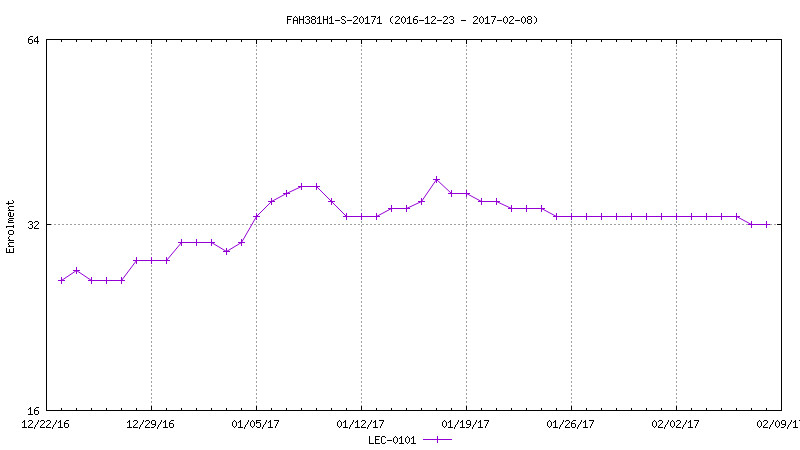 FAH381H1-S-20171 (2016-12-23 - 2017-02-08)
64
Enrolment
32
16
12/22/16 12/29/16 01/05/17 01/12/17 01/19/17 01/26/17 02/02/17 02/09/1
LEC-0101